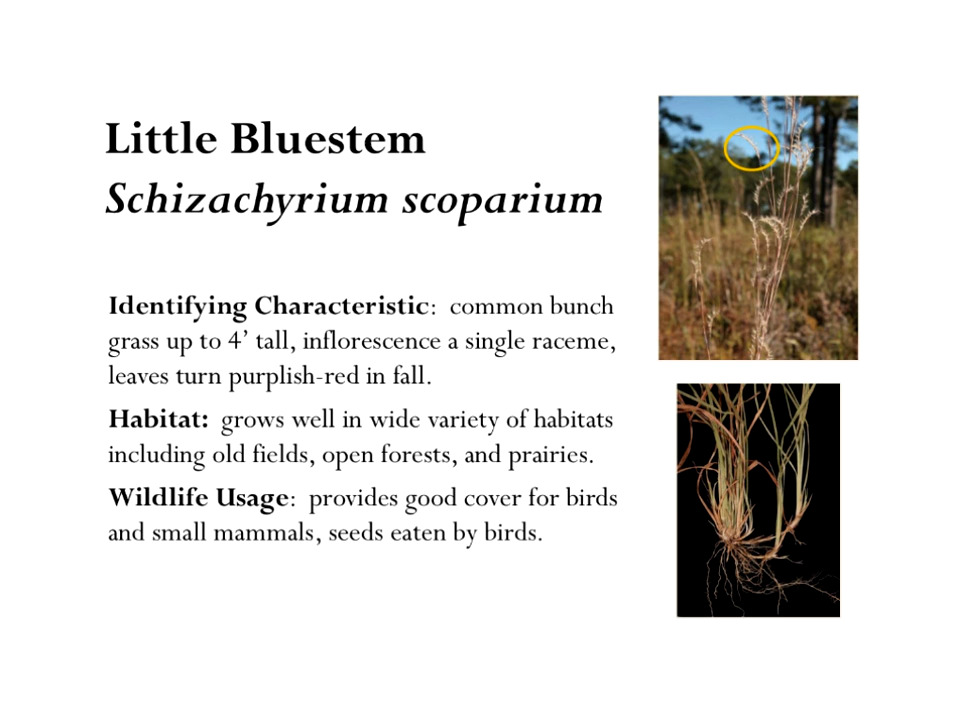 Little Bluestem
Schizachyrium scoparium
Identifying Characteristic:  common bunch
grass up to 4’ tall, inflorescence a single raceme,
leaves turn purplish-red in fall.
Habitat:  grows well in wide variety of habitats
including old fields, open forests, and prairies.
Wildlife Usage:  provides good cover for birds
and small mammals, seeds eaten by birds.